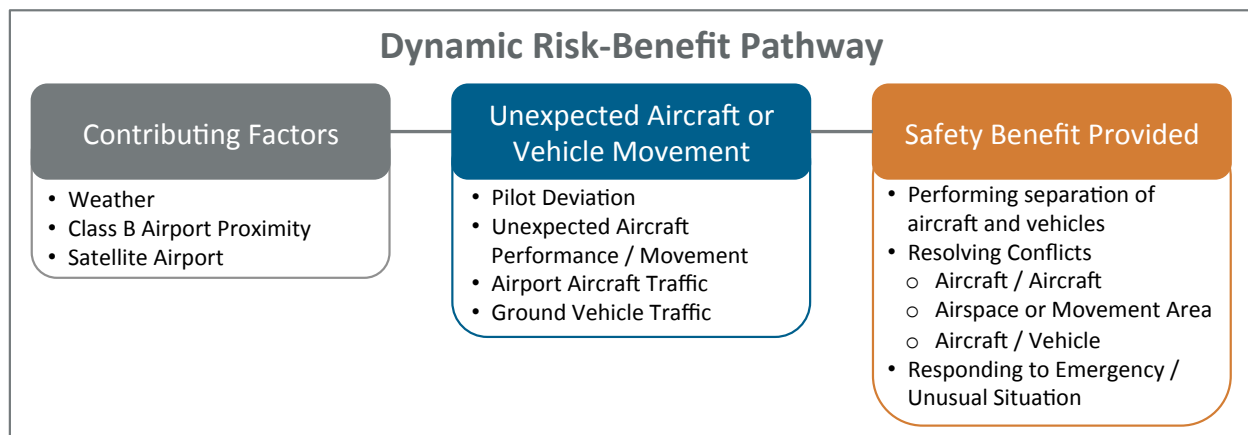 Dynamic Risk-Benefit Pathway
Contributing Factors
• Weather
• Class B Airport Proximity
• Satellite Airport
Unexpected Aircraft or
Vehicle Movement
• Pilot Deviation
• Unexpected Aircraft
Performance / Movement
• Airport Aircraft Traffic
• Ground Vehicle Traffic
Safety Benefit Provided
• Performing separation of
aircraft and vehicles
• Resolving Conflicts
o Aircraft / Aircraft
o Airspace or Movement Area
o Aircraft / Vehicle
• Responding to Emergency /
Unusual Situation